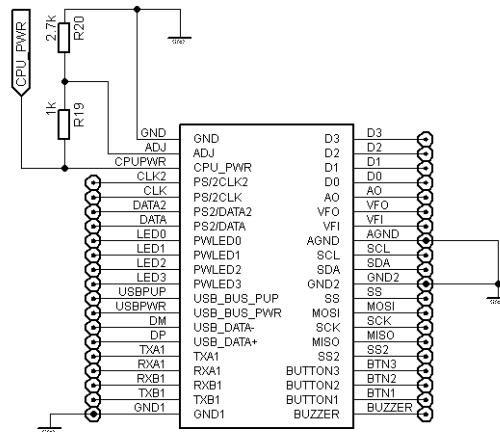 CPU_PWR
2.7k
R20
1k
R19
GND
ADJ
CPUPWR
CLK2
CLK
DATA2
DATA
LED0
LED1
LED2
LED3
USBPUP
USBPWR
DM
DP
TXA1
RXA1
RXB1
TXB1
GND1
GND
ADJ
CPU_PWR
PS/2CLK2
PS/2CLK
PS2/DATA2
PS2/DATA
PWLED0
PWLED1
PWLED2
PWLED3
USB_BUS_PUP
USB_BUS_PWR
USB_DATA-
USB_DATA+
TXA1
RXA1
RXB1
TXB1
GND1
D3
D2
D1
D0
AO
VFO
VFI
AGND
SCL
SDA
GND2
SS
MOSI
SCK
MISO
SS2
BUTTON3
BUTTON2
BUTTON1
BUZZER
D3
D2
D1
D0
AO
VFO
VFI
AGND
SCL
SDA
GND2
SS
MOSI
SCK
MISO
SS2
BTN3
BTN2
BTN1
BUZZER